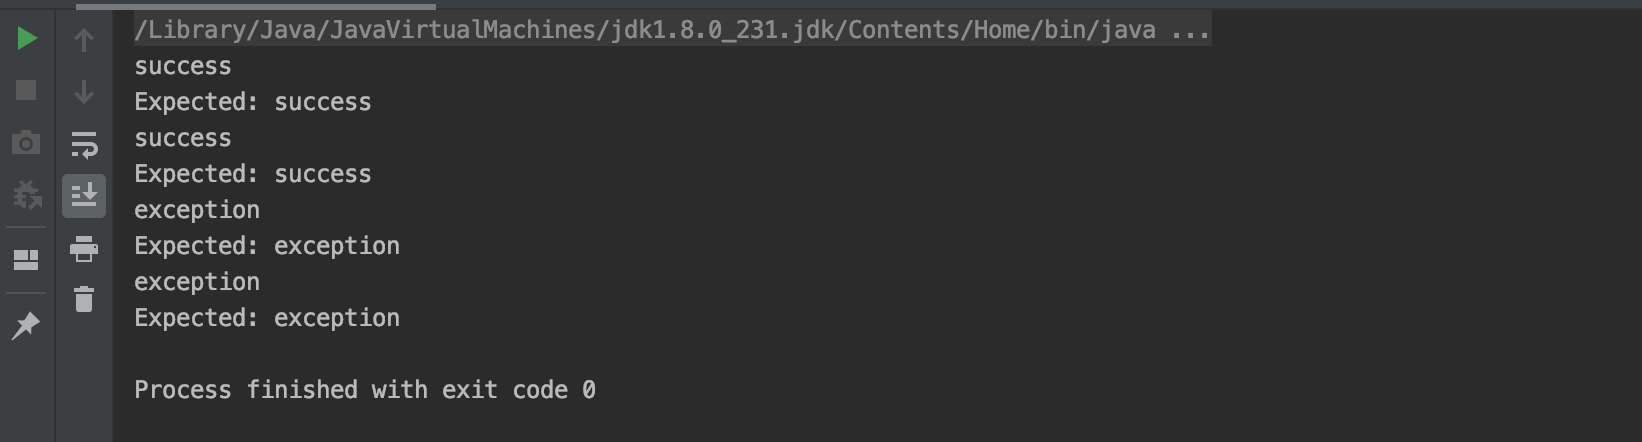 /Library/Java/JavaVirtualMachines/jdk1.8.0_231.jdk/Contents/Home/bin/java ...
success
Expected: success
success
Expected: success
exception
Expected: exception
exception
Expected: exception
Process finished with exit code 0